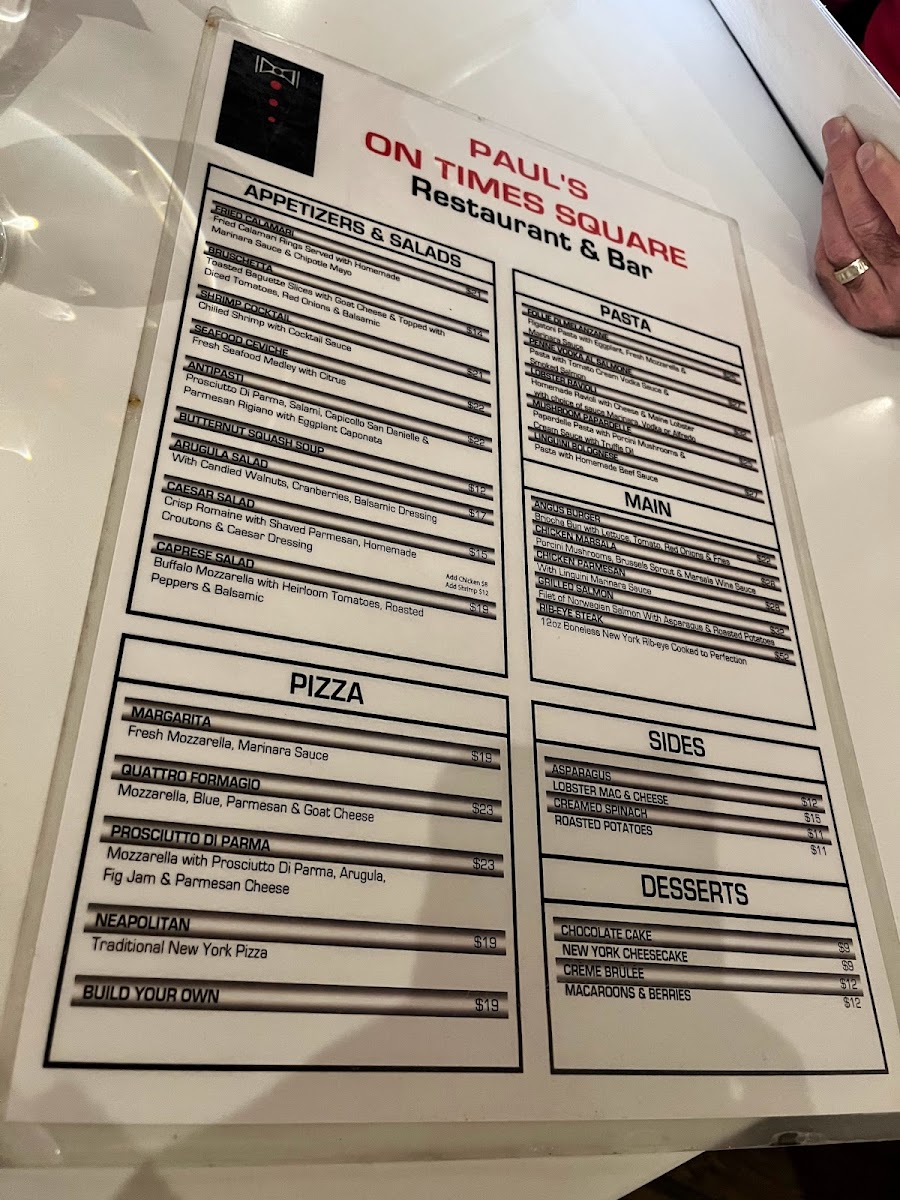 PAUL'S
ON TIMES SQUARE
Restaurant & Bar
APPETIZERS & SALADS
FRIED CALAMARI
Fried Calamari Rings Served with Homemade
Marinara Sauce & Chipotle Mayo
$21
BRUSCHETTA
Toasted Baguette Slices with Goat Cheese & Topped with
Diced Tomatoes, Red Onions & Balsamic
$14
SHRIMP COCKTAIL
Chilled Shrimp with Cocktail Sauce
$21
SEAFOOD CEVICHE
Fresh Seafood Medley with Citrus
$22
ANTIPASTI
Prosciutto Di Parma, Salami, Capicollo San Danielle &
Parmesan Rigiano with Eggplant Caponata
$22
BUTTERNUT SQUASH SOUP
$12
ARUGULA SALAD
With Candied Walnuts, Cranberries, Balsamic Dressing
$17
CAESAR SALAD
Crisp Romaine with Shaved Parmesan, Homemade
Croutons & Caesar Dressing
$15
Add Chicken $8
Add Shrimp $12
CAPRESE SALAD
Buffalo Mozzarella with Heirloom Tomatoes, Roasted
Peppers & Balsamic
$19
PIZZA
MARGARITA
Fresh Mozzarella, Marinara Sauce
$19
QUATTRO FORMAGIO
Mozzarella, Blue, Parmesan & Goat Cheese
$23
PROSCIUTTO Di PARMA
Mozzarella with Prosciutto Di Parma, Arugula,
Fig Jam & Parmesan Cheese
$23
NEAPOLITAN
Traditional New York Pizza
$19
BUILD YOUR OWN
$19
PASTA
FOLLIE DI MELANZANE
Rigatoni Pasta with Eggplant, Fresh Mozzarella &
Marinara Sauce
PENNE VODKA AL SALMONE
Pasta with Tomato Cream Vodka Sauce &
Smoked Salmon
$27
LOBSTER RAVIOLI
Homemade Ravioli with Cheese & Maine Lobster
with choice of sauce Marinara, Vodka or Alfredo
MUSHROOM PAPARDELLE
Papardelle Pasta with Porcini Mushrooms &
Cream Sauce with Truffle Oil
LINGUINI BOLOGNESE
Pasta with Homemade Beef Sauce
$27
MAIN
ANGUS BURGER
Brioche Bun with Lettuce, Tomato, Red Onions & Fries
$22
CHICKEN MARSALA
Porcini Mushrooms, Brussels Sprout & Marsala Wine Sauce
$28
CHICKEN PARMESAN
With Linguini Marinara Sauce
$28
GRILLED SALMON
Filet of Norwegian Salmon With Asparagus & Roasted Potatoes
$32
RIB-EYE STEAK
12oz Boneless New York Rib-eye Cooked to Perfection
$52
SIDES
ASPARAGUS
$12
LOBSTER MAC & CHEESE
$15
CREAMED SPINACH
$11
ROASTED POTATOES
$11
DESSERTS
CHOCOLATE CAKE
$9
NEW YORK CHEESECAKE
$9
CREME BRÛLEE
$12
MACAROONS & BERRIES
$12